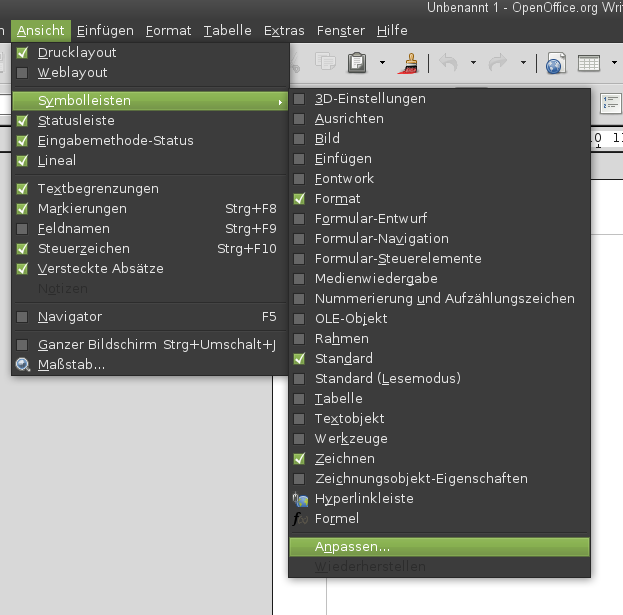 Unbenannt 1 - OpenOffice.org Writ
Ansicht Einfügen Format Tabelle Extras Fenster Hilfe
Drucklayout
Weblayout
Symbolleisten
Statusleiste
Eingabemethode-Status
Lineal
Textbegrenzungen
Markierungen Strg+F8
Feldnamen Strg+F9
Steuerzeichen Strg+F10
Versteckte Absätze
Notizen
Navigator F5
Ganzer Bildschirm Strg+Umschalt+J
Maßstab...
3D-Einstellungen
Ausrichten
Bild
Einfügen
Fontwork
Format
Formular-Entwurf
Formular-Navigation
Formular-Steuerelemente
Medienwiedergabe
Nummerierung und Aufzählungszeichen
OLE-Objekt
Rahmen
Standard
Standard (Lesemodus)
Tabelle
Textobjekt
Werkzeuge
Zeichnen
Zeichnungsobjekt-Eigenschaften
Hyperlinkleiste
Formel
Anpassen...
Wiederherstellen